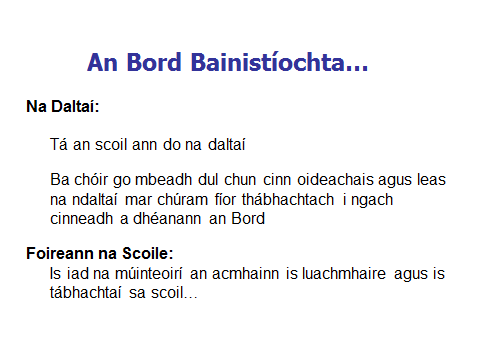 An Bord Bainistíochta...
Na Daltaí:
Tá an scoil ann do na daltaí
Ba chóir go mbeadh dul chun cinn oideachais agus leas
na ndaltaí mar chúram fíor thábhachtach i ngach
cinneadh a dhéanann an Bord
Foireann na Scoile:
Is iad na múinteoirí an acmhainn is luachmhaire agus is
tábhachtaí sa scoil...